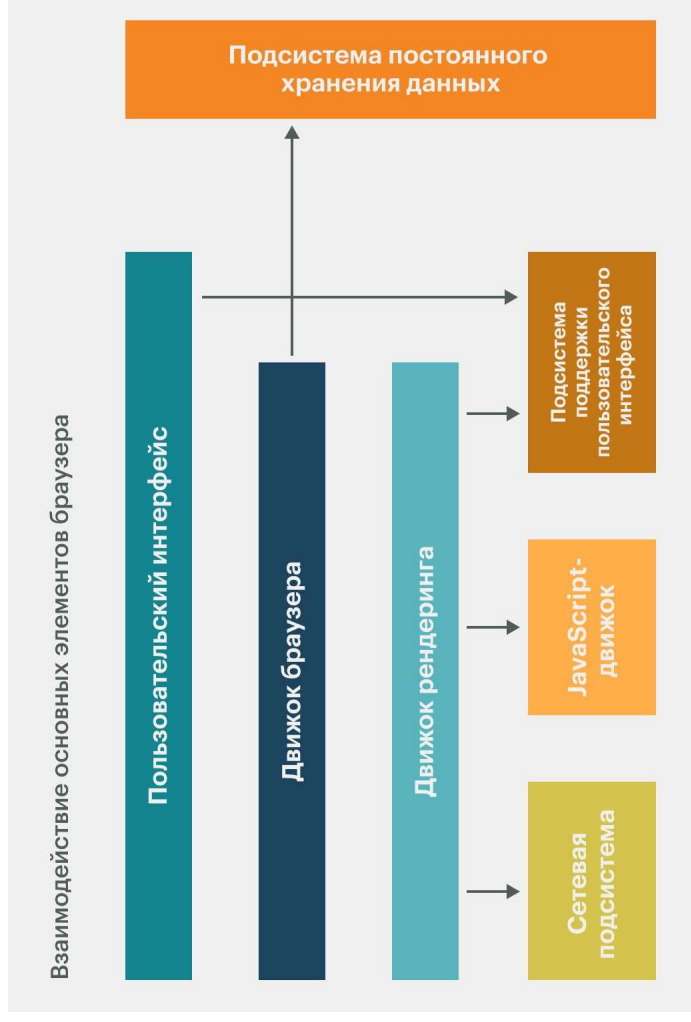 Взаимодействие основных элементов браузера
Пользовательский интерфейс
Движок браузера
Подсистема постоянного
хранения данных
Движок рендеринга
Сетевая
подсистема
JavaScript-
движок
Подсистема
поддержки
пользовательского
интерфейса